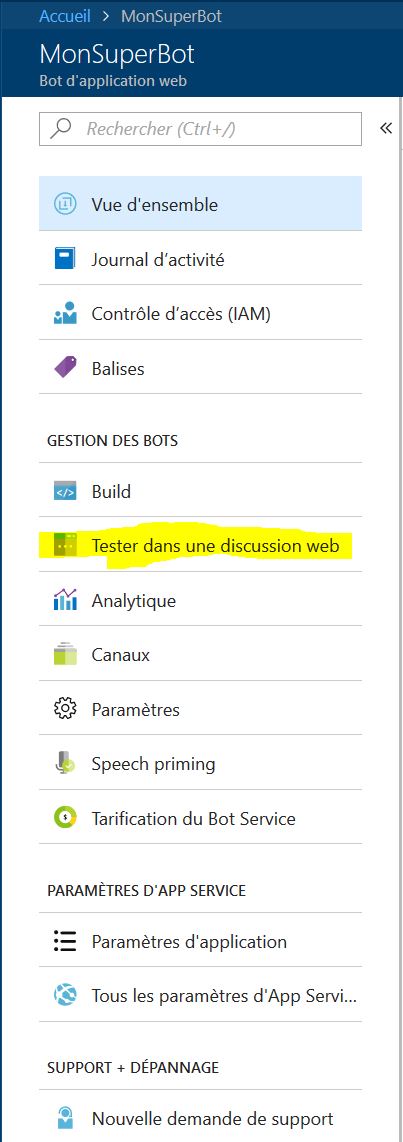 Accueil > MonSuperBot
MonSuperBot
Bot d'application web
Rechercher (Ctrl+/)
Vue d'ensemble
Journal d’activité
Contrôle d’accès (IAM)
Balises
GESTION DES BOTS
Build
Tester dans une discussion web
Analytique
Canaux
Paramètres
Speech priming
Tarification du Bot Service
PARAMÈTRES D'APP SERVICE
Paramètres d'application
Tous les paramètres d'App Servi...
SUPPORT + DÉPANNAGE
Nouvelle demande de support